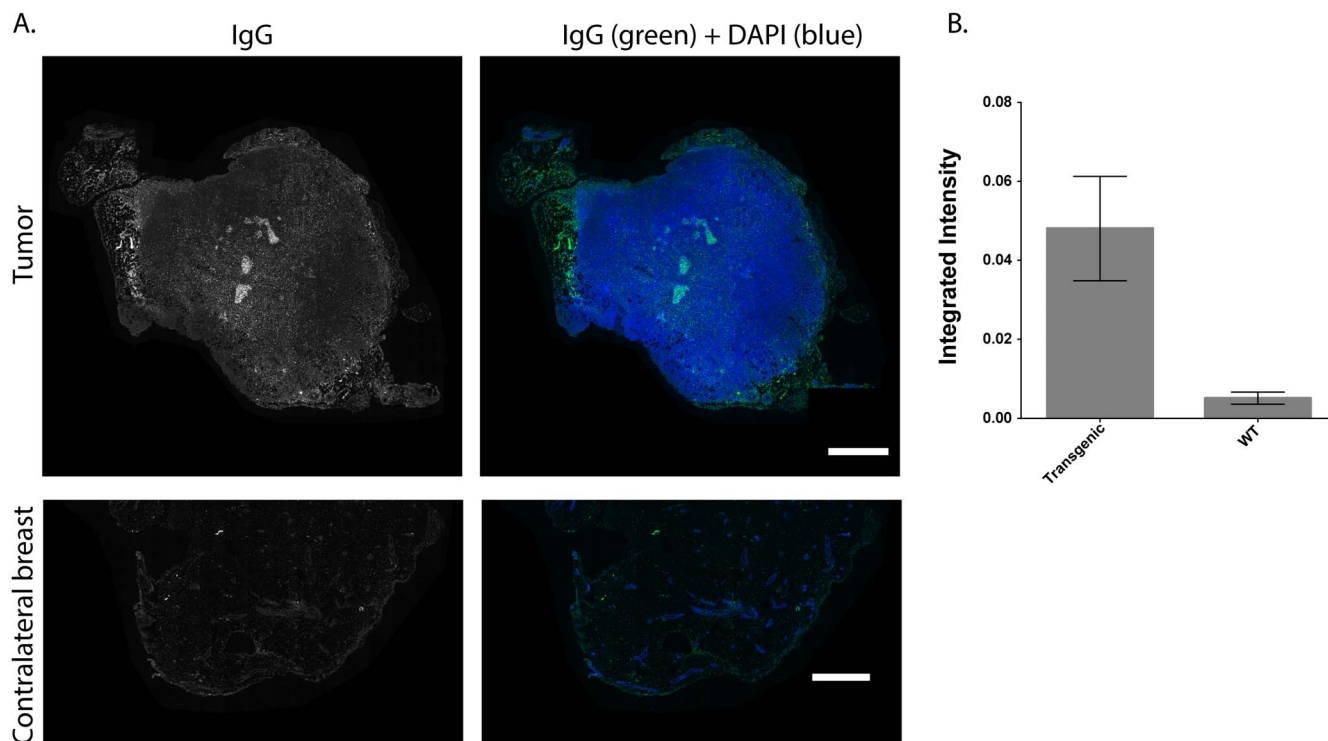 A.
IgG
IgG (green) + DAPI (blue)
Tumor
Contralateral breast
B.
Integrated Intensity
0.08
0.06
0.04
0.02
0.00
Transgenic
WT